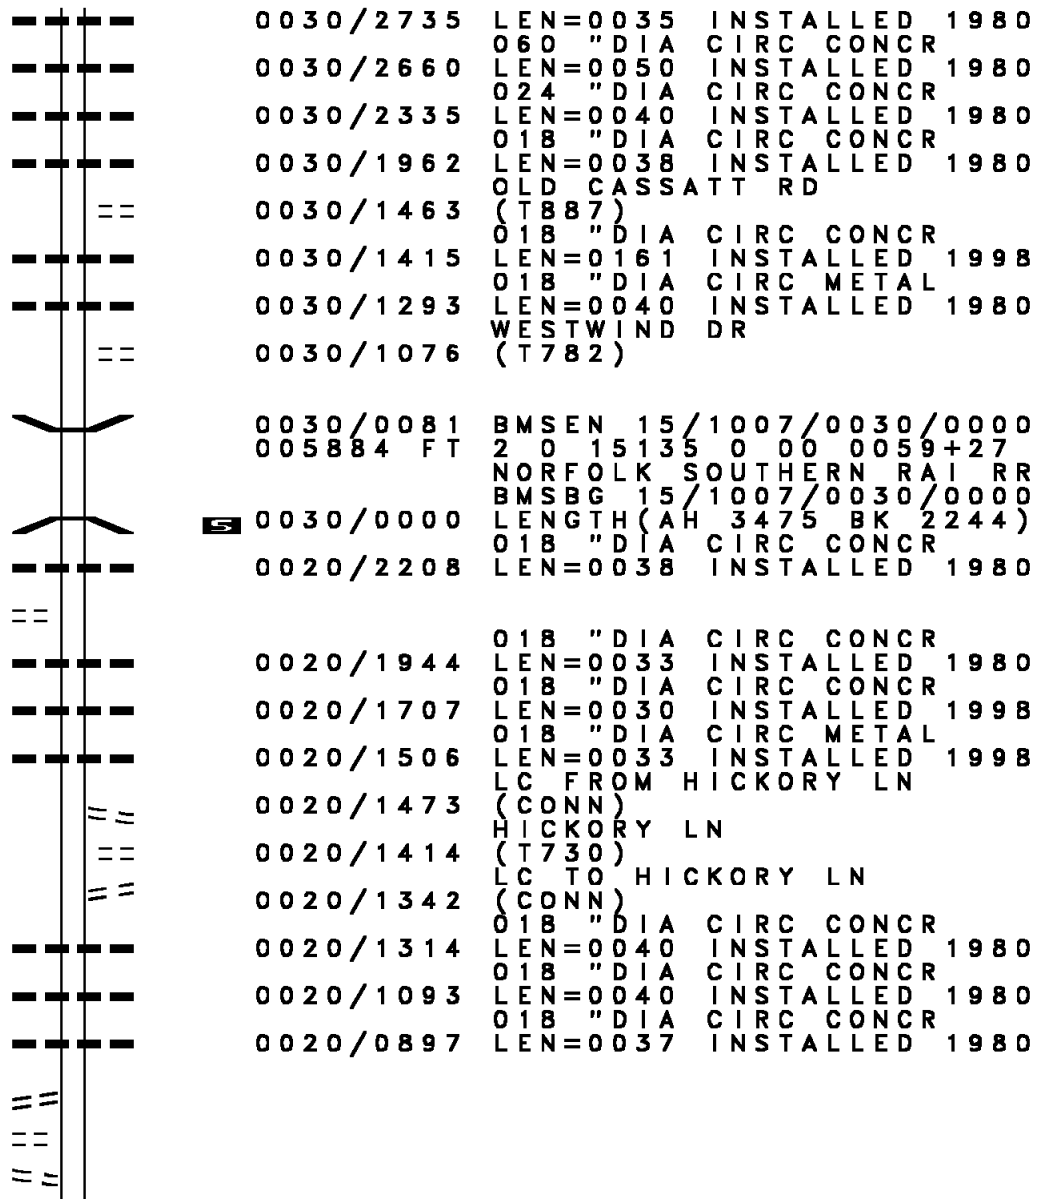 0030/2735 LEN=0035 INSTALLED 1980
060 "DIA CIRC CONCR
0030/2660 LEN=0050 INSTALLED 1980
024 "DIA CIRC CONCR
0030/2335 LEN=0040 INSTALLED 1980
018 "DIA CIRC CONCR
0030/1962 LEN=0038 INSTALLED 1980
OLD CASSATT RD
0030/1463 (T887)
018 "DIA CIRC CONCR
0030/1415 LEN=0161 INSTALLED 1998
018 "DIA CIRC METAL
0030/1293 LEN=0040 INSTALLED 1980
WESTWIND DR
0030/1076 (T782)
0030/0081 BMSEN 15/1007/0030/0000
005884 FT 2 0 15135 0 00 0059+27
NORFOLK SOUTHERN RAI RR
BMSBG 15/1007/0030/0000
S 0030/0000 LENGTH(AH 3475 BK 2244)
018 "DIA CIRC CONCR
0020/2208 LEN=0038 INSTALLED 1980
018 "DIA CIRC CONCR
0020/1944 LEN=0033 INSTALLED 1980
018 "DIA CIRC CONCR
0020/1707 LEN=0030 INSTALLED 1998
018 "DIA CIRC METAL
0020/1506 LEN=0033 INSTALLED 1998
LC FROM HICKORY LN
0020/1473 (CONN)
HICKORY LN
0020/1414 (T730)
LC TO HICKORY LN
0020/1342 (CONN)
018 "DIA CIRC CONCR
0020/1314 LEN=0040 INSTALLED 1980
018 "DIA CIRC CONCR
0020/1093 LEN=0040 INSTALLED 1980
018 "DIA CIRC CONCR
0020/0897 LEN=0037 INSTALLED 1980